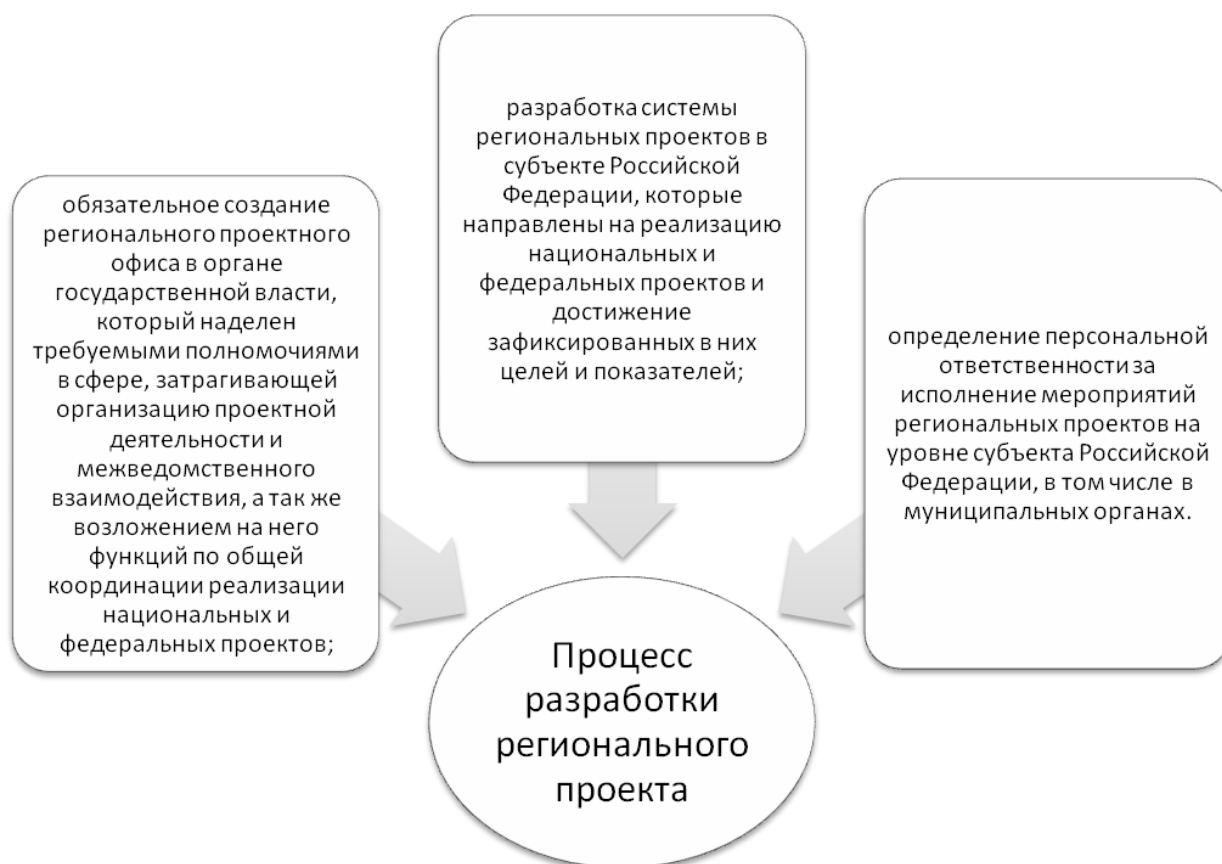 обязательное создание
регионального проектного
офиса в органе
государственной власти,
который наделен
требуемыми полномочиями
в сфере, затрагивающей
организацию проектной
деятельности и
межведомственного
взаимодействия, а так же
возложением на него
функций по общей
координации реализации
национальных и
федеральных проектов;
разработка системы
региональных проектов в
субъекте Российской
Федерации, которые
направлены на реализацию
национальных и
федеральных проектов и
достижение
зафиксированных в них
целей и показателей;
определение персональной
ответственности за
исполнение мероприятий
региональных проектов на
уровне субъекта Российской
Федерации, в том числе в
муниципальных органах.
Процесс
разработки
регионального
проекта